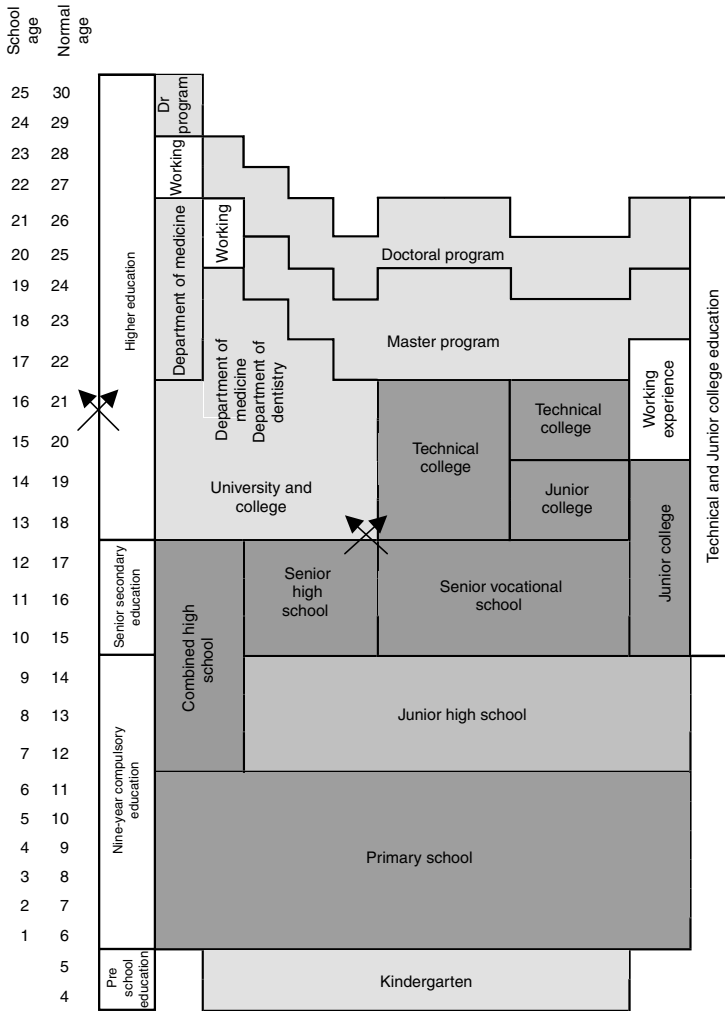 School age
Normal age
25 30
24 29
23 28
22 27
21 26
20 25
19 24
18 23
17 22
16 21
15 20
14 19
13 18
12 17
11 16
10 15
9 14
8 13
7 12
6 11
5 10
4 9
3 8
2 7
1 6
5
4
Higher education
Senior secondary
education
Nine-year compulsory
education
Pre
school
education
Dr
program
Working
Department of medicine
Working
Department of
medicine
Department of
dentistry
University and
college
Doctoral program
Master program
Technical
college
Technical
college
Junior
college
Working
experience
Junior college
Technical and Junior college education
Combined high
school
Senior
high
school
Senior vocational
school
Junior high school
Primary school
Kindergarten